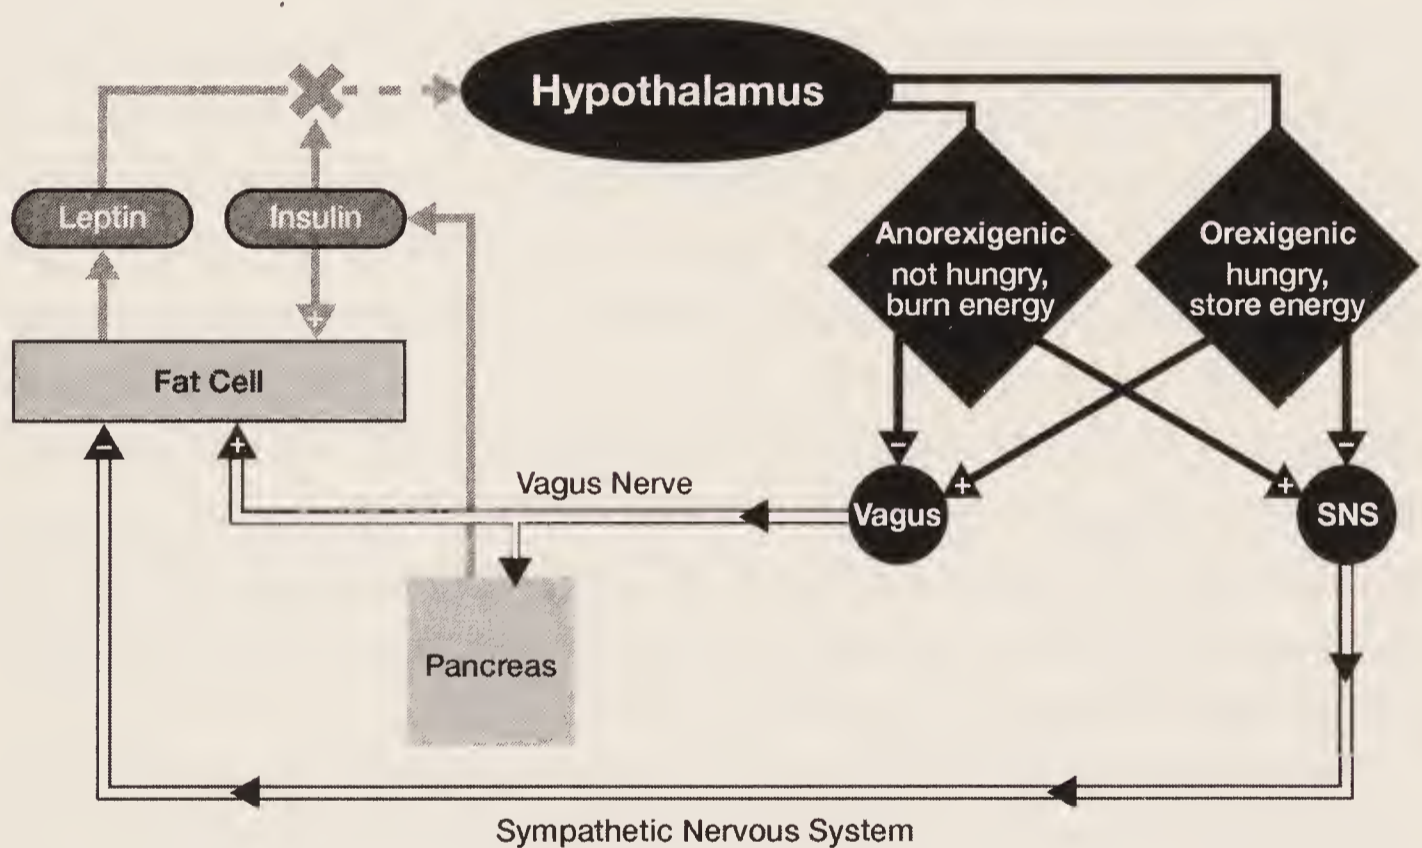 Hypothalamus
Leptin
Insulin
Anorexigenic
not hungry,
burn energy
Orexigenic
hungry,
store energy
+
Fat Cell
−
+
−
−
Vagus Nerve
+
+
Vagus
SNS
Pancreas
Sympathetic Nervous System